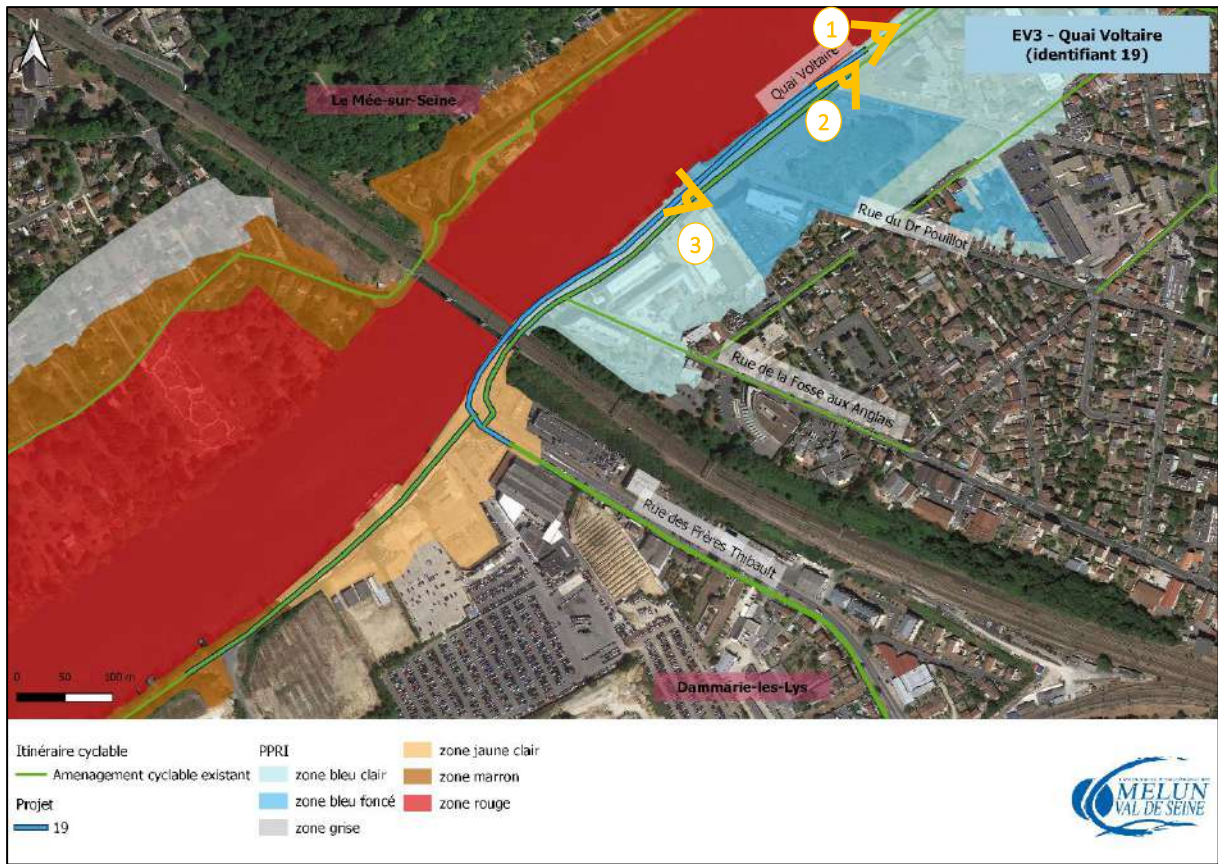 N
1
EV3 - Quai Voltaire
(identifiant 19)
Quai Voltaire
Le Mée-sur-Seine
2
Rue du Dr Pouillot
3
Rue de la Fosse aux Anglais
Rue des Frères Thibault
0 50 100 m
Dammarie-les-Lys
Itinéraire cyclable
Amenagement cyclable existant
Projet
19
PPRI
zone bleu clair
zone bleu foncé
zone grise
zone jaune clair
zone marron
zone rouge
MELUN
VAL DE SEINE